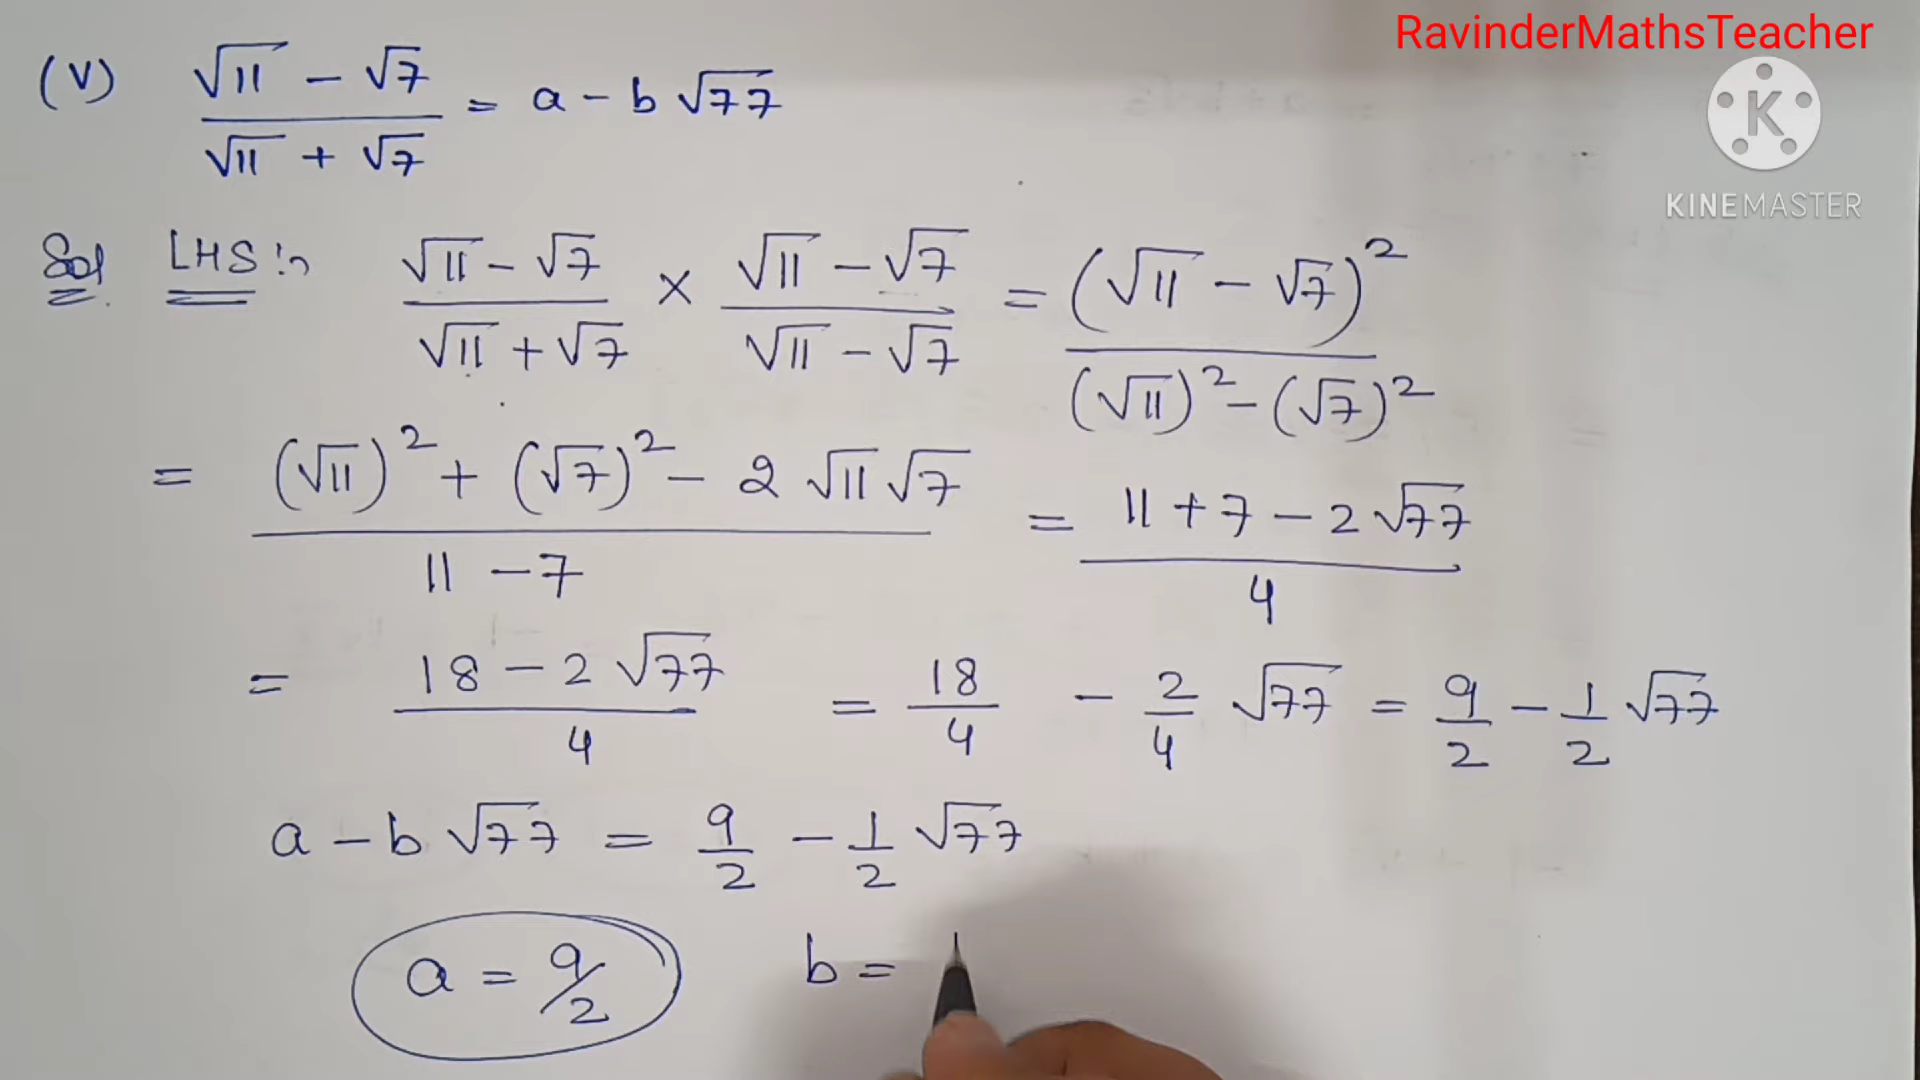 RavinderMathsTeacher
KINEMASTER
(V) (√11 - √7)/(√11 + √7) = a - b √77
Sol LHS:- (√11 - √7)/(√11 + √7) × (√11 - √7)/(√11 - √7) = (√11 - √7)²/((√11)² - (√7)²)
= ((√11)² + (√7)² - 2 √11 √7)/(11 - 7) = (11 + 7 - 2 √77)/4
= (18 - 2 √77)/4 = 18/4 - 2/4 √77 = 9/2 - 1/2 √77
a - b √77 = 9/2 - 1/2 √77
a = 9/2 b =